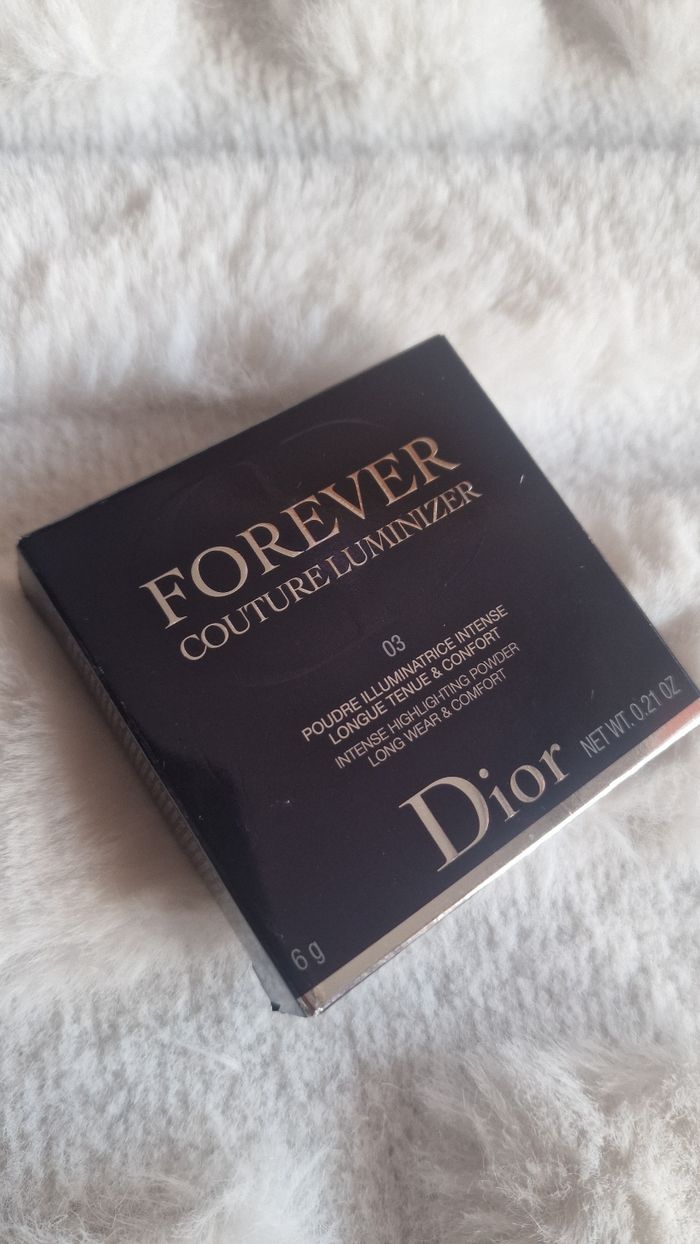 FOREVER
COUTURE LUMINIZER
03
POUDRE ILLUMINATRICE INTENSE
LONGUE TENUE & CONFORT
INTENSE HIGHLIGHTING POWDER
LONG WEAR & COMFORT
Dior
6 g
NET WT. 0.21 OZ